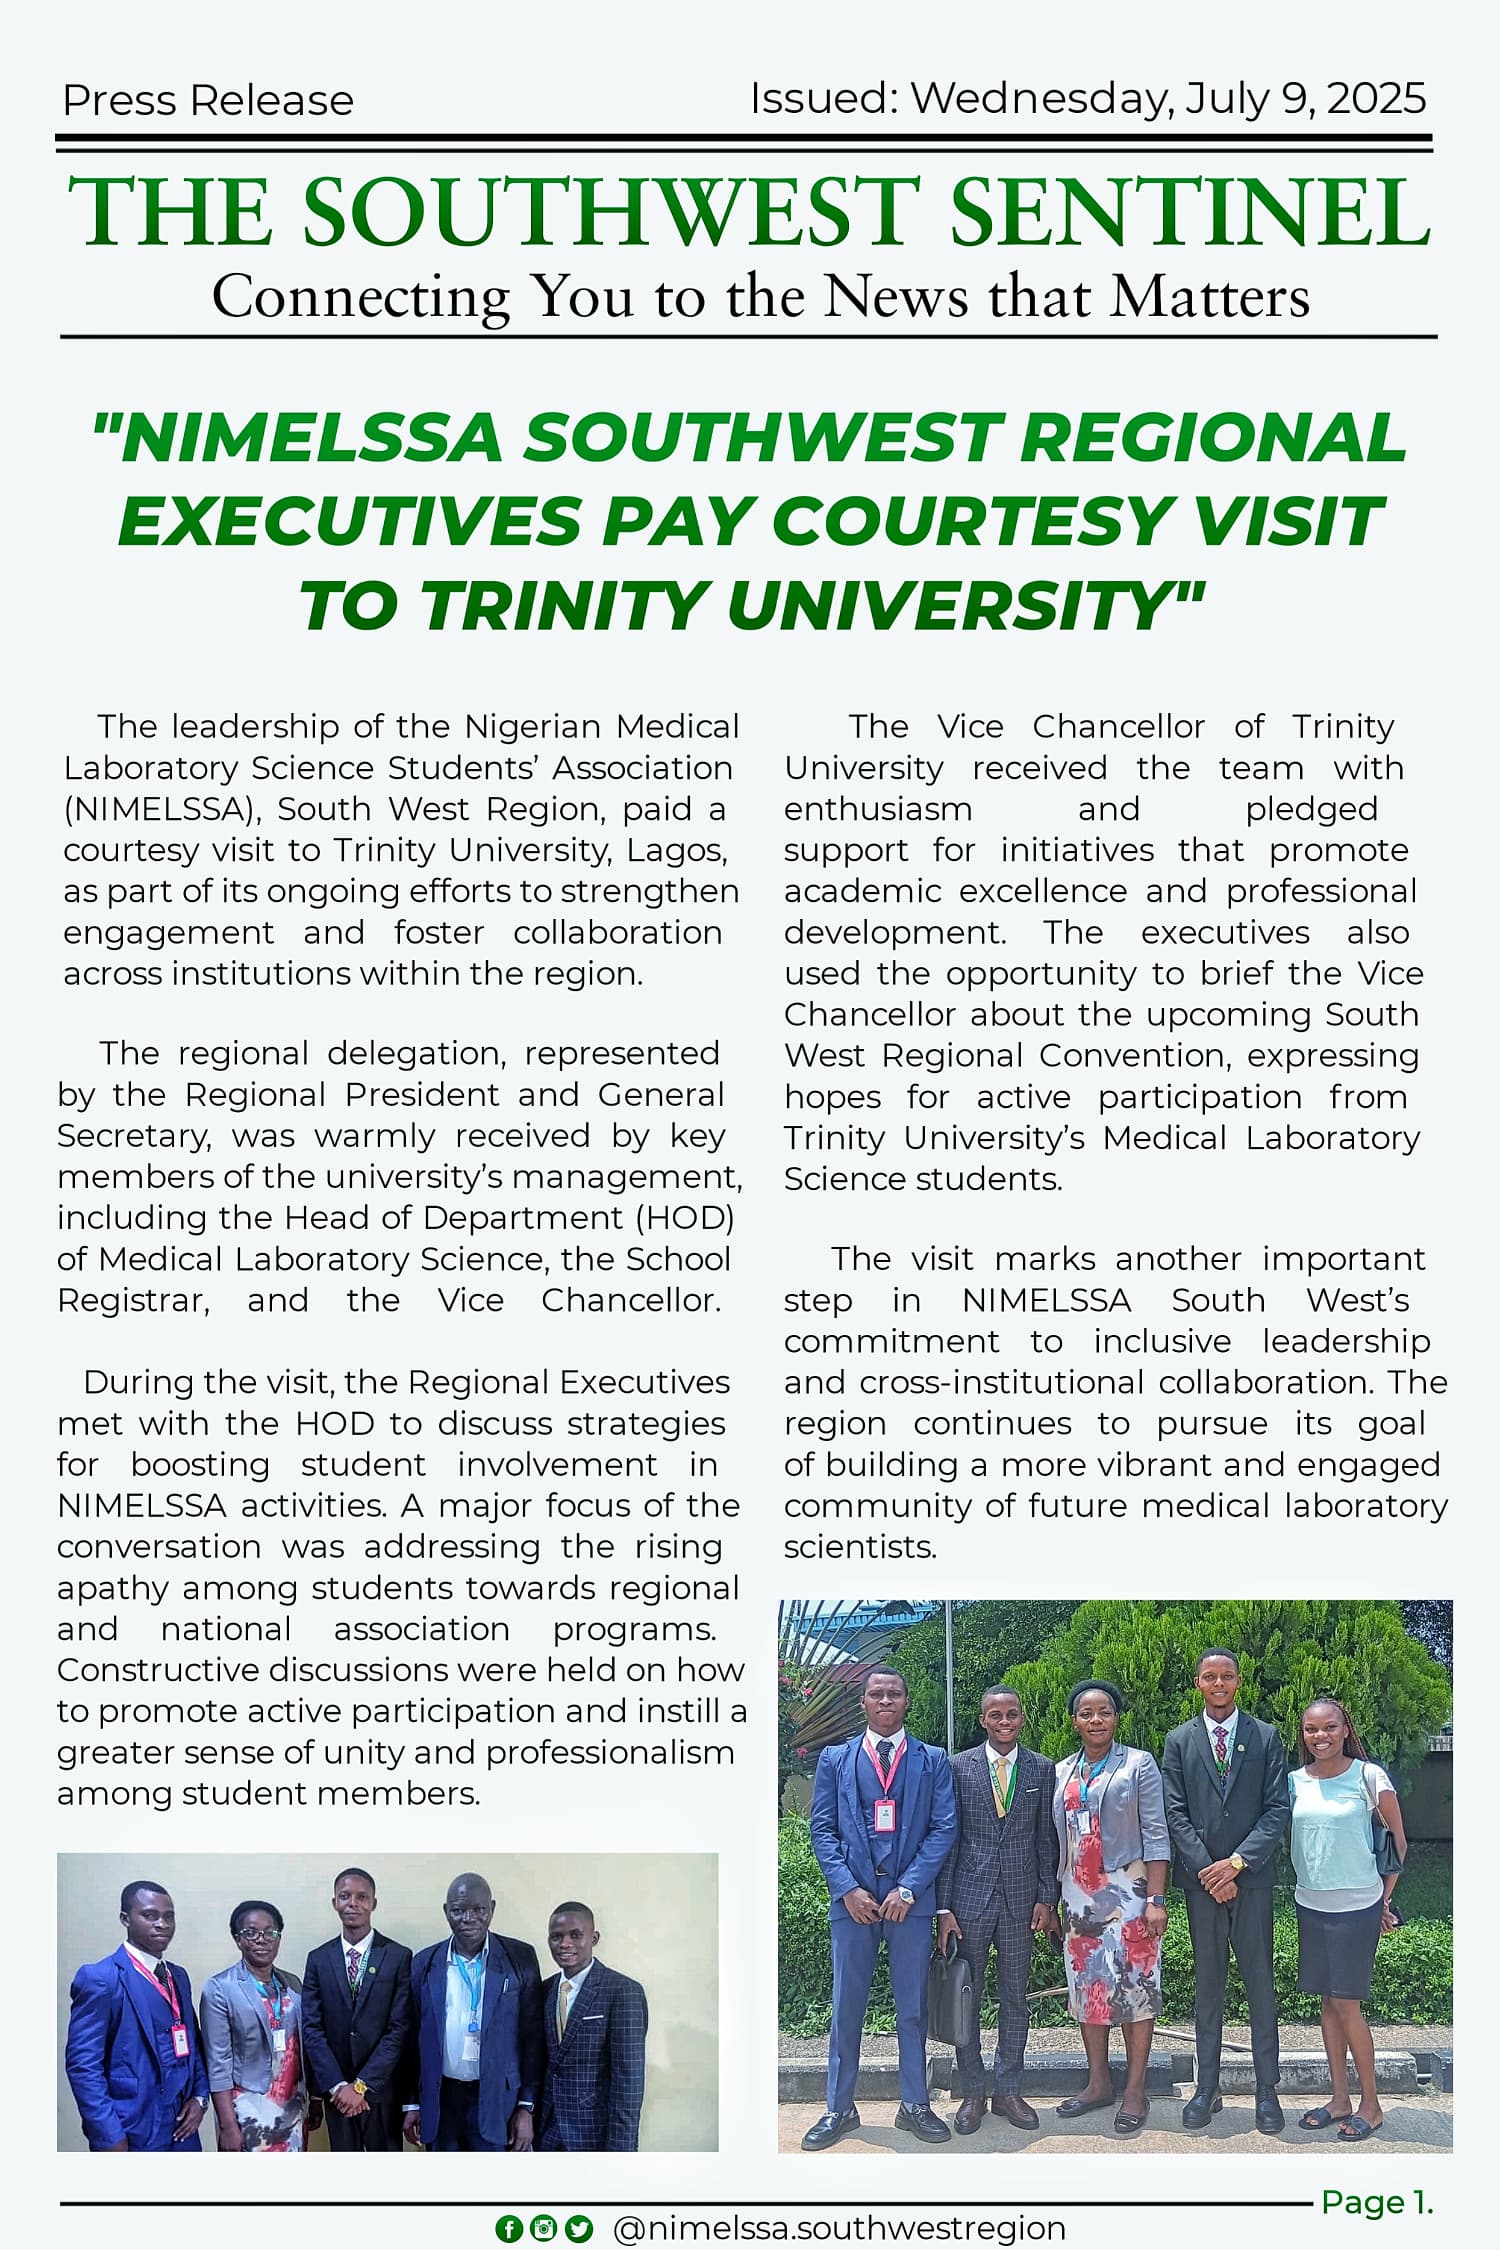 Press Release
Issued: Wednesday, July 9, 2025
THE SOUTHWEST SENTINEL
Connecting You to the News that Matters
"NIMELSSA SOUTHWEST REGIONAL
EXECUTIVES PAY COURTESY VISIT
TO TRINITY UNIVERSITY"
The leadership of the Nigerian Medical
Laboratory Science Students’ Association
(NIMELSSA), South West Region, paid a
courtesy visit to Trinity University, Lagos,
as part of its ongoing efforts to strengthen
engagement and foster collaboration
across institutions within the region.
The regional delegation, represented
by the Regional President and General
Secretary, was warmly received by key
members of the university’s management,
including the Head of Department (HOD)
of Medical Laboratory Science, the School
Registrar, and the Vice Chancellor.
During the visit, the Regional Executives
met with the HOD to discuss strategies
for boosting student involvement in
NIMELSSA activities. A major focus of the
conversation was addressing the rising
apathy among students towards regional
and national association programs.
Constructive discussions were held on how
to promote active participation and instill a
greater sense of unity and professionalism
among student members.
The Vice Chancellor of Trinity
University received the team with
enthusiasm and pledged
support for initiatives that promote
academic excellence and professional
development. The executives also
used the opportunity to brief the Vice
Chancellor about the upcoming South
West Regional Convention, expressing
hopes for active participation from
Trinity University’s Medical Laboratory
Science students.
The visit marks another important
step in NIMELSSA South West’s
commitment to inclusive leadership
and cross-institutional collaboration. The
region continues to pursue its goal
of building a more vibrant and engaged
community of future medical laboratory
scientists.
Page 1.
@nimelssa.southwestregion